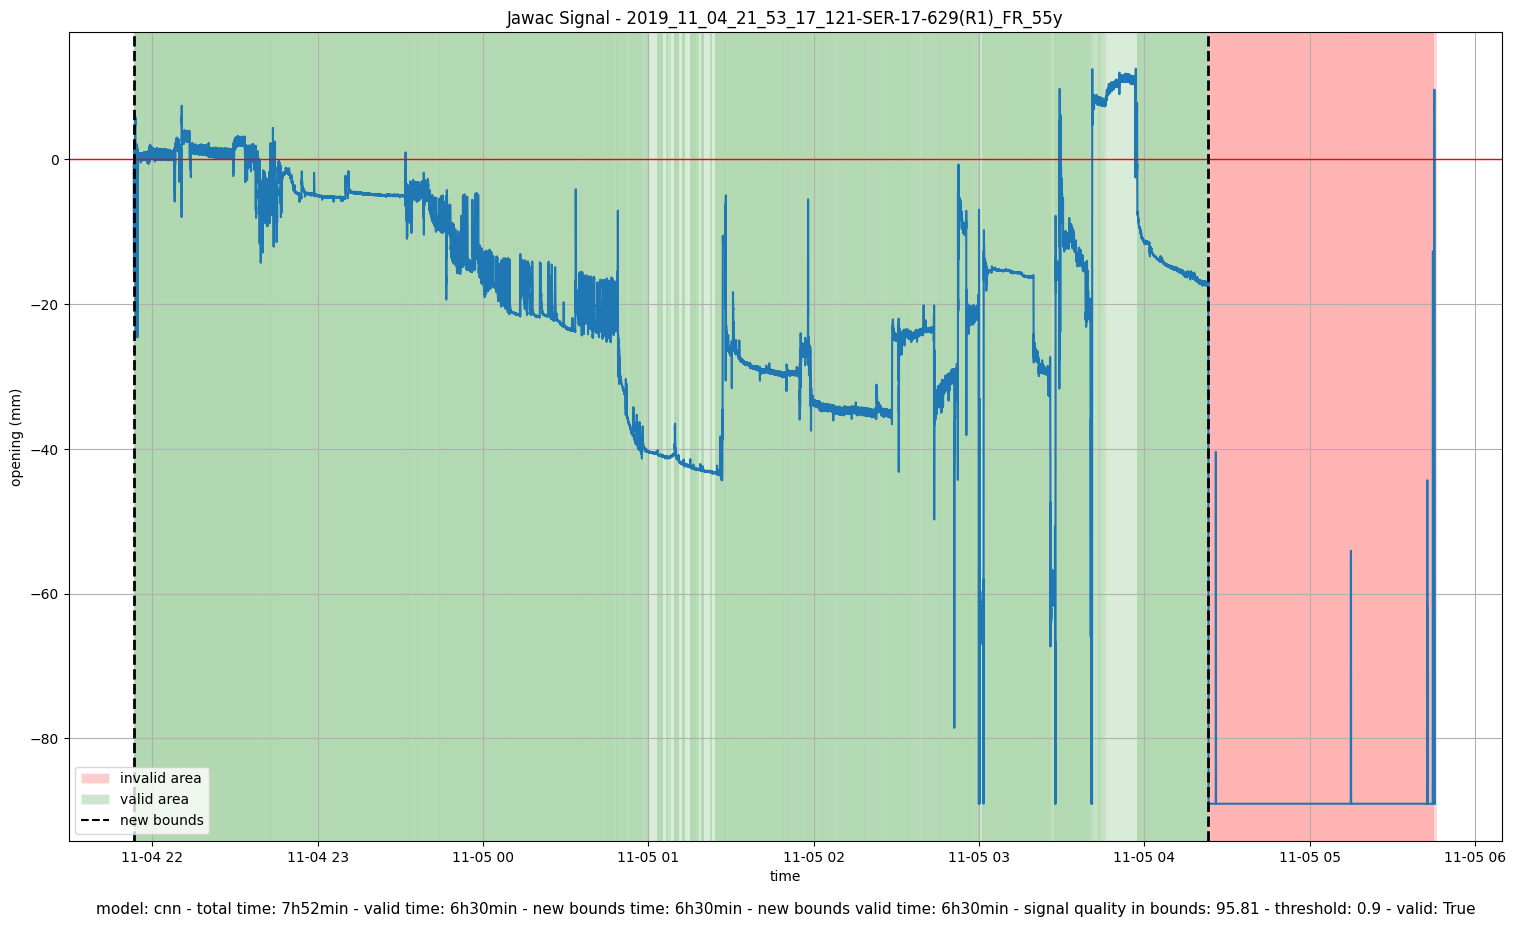 Jawac Signal - 2019_11_04_21_53_17_121-SER-17-629(R1)_FR_55y
opening (mm)
0
−20
−40
−60
−80
invalid area
valid area
new bounds
11-04 22
11-04 23
11-05 00
11-05 01
11-05 02
11-05 03
11-05 04
11-05 05
11-05 06
time
model: cnn - total time: 7h52min - valid time: 6h30min - new bounds time: 6h30min - new bounds valid time: 6h30min - signal quality in bounds: 95.81 - threshold: 0.9 - valid: True